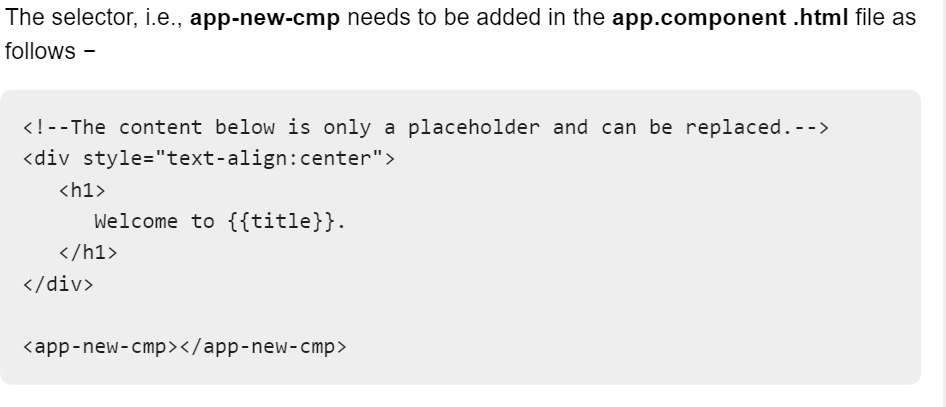 The selector, i.e., app-new-cmp needs to be added in the app.component .html file as
follows −
<!--The content below is only a placeholder and can be replaced.-->
<div style="text-align:center">
   <h1>
      Welcome to {{title}}.
   </h1>
</div>
<app-new-cmp></app-new-cmp>